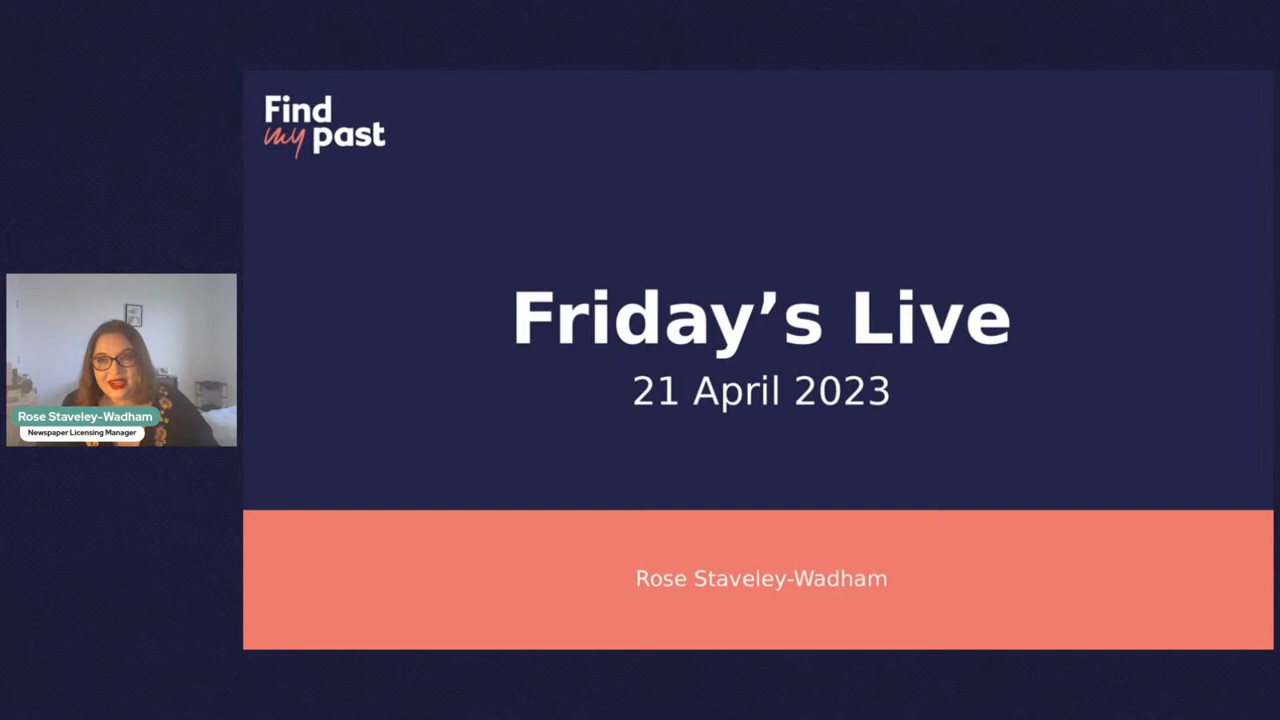 Find
my past
Friday’s Live
21 April 2023
Rose Staveley-Wadham
Newspaper Licensing Manager
Rose Staveley-Wadham